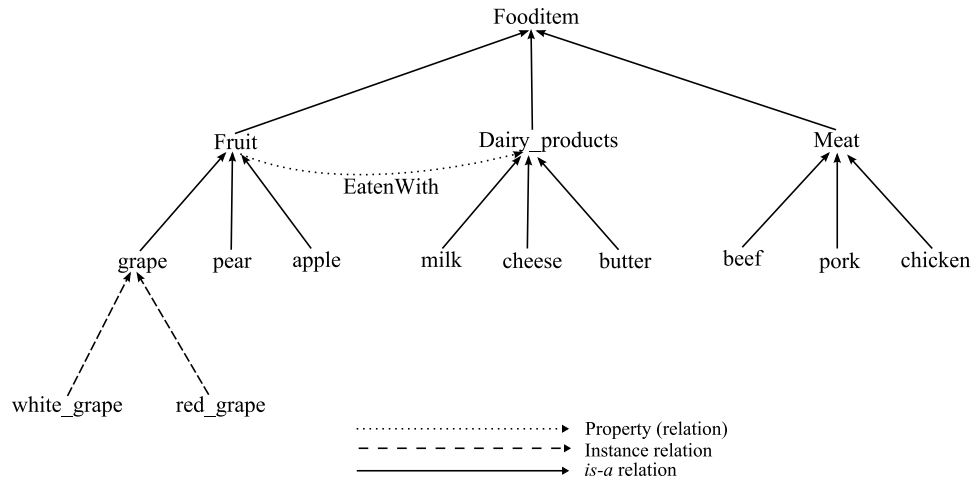 Fooditem
Fruit Dairy_products Meat
EatenWith
grape pear apple milk cheese butter beef pork chicken
white_grape red_grape
Property (relation)
Instance relation
is-a relation